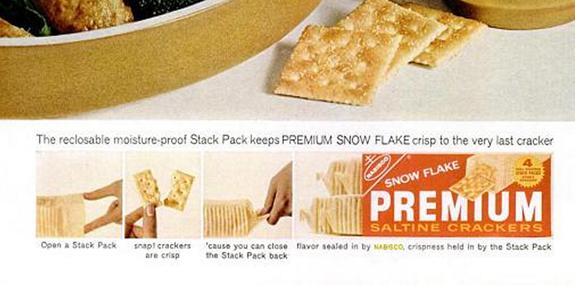 The reclosable moisture-proof Stack Pack keeps PREMIUM SNOW FLAKE crisp to the very last cracker
NABISCO
SNOW FLAKE
4
PREMIUM
SALTINE CRACKERS
Open a Stack Pack
snap! crackers
are crisp
'cause you can close
the Stack Pack back
flavor sealed in by NABISCO, crispness held in by the Stack Pack